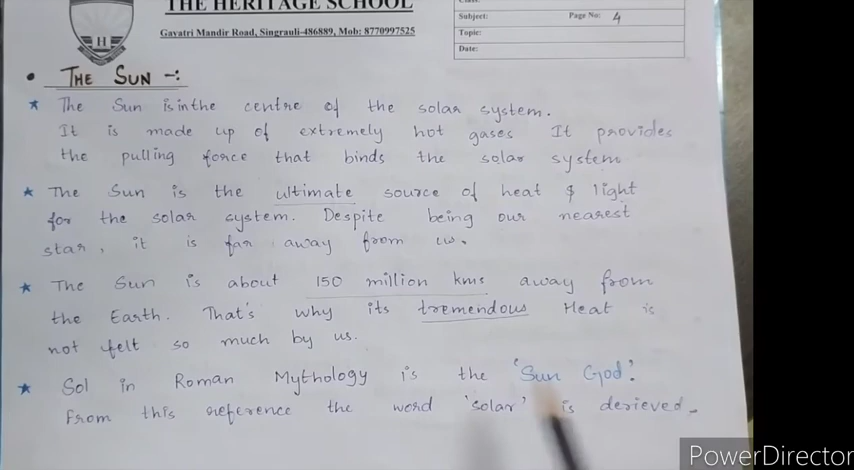 THE HERITAGE SCHOOL
Gayatri Mandir Road, Singrauli-486889, Mob: 8770997525
H
Subject: Page No: 4
Topic:
Date:
• THE SUN -:
★ The Sun is in the centre of the solar system.
It is made up of extremely hot gases It provides
the pulling force that binds the solar system
★ The Sun is the ultimate source of heat & light
for the solar system. Despite being our nearest
star, it is far away from us.
★ The Sun is about 150 million kms away from
the Earth. That's why its tremendous Heat is
not felt so much by us.
★ Sol in Roman Mythology is the 'Sun God'.
From this reference the word 'solar' is derieved.
PowerDirector